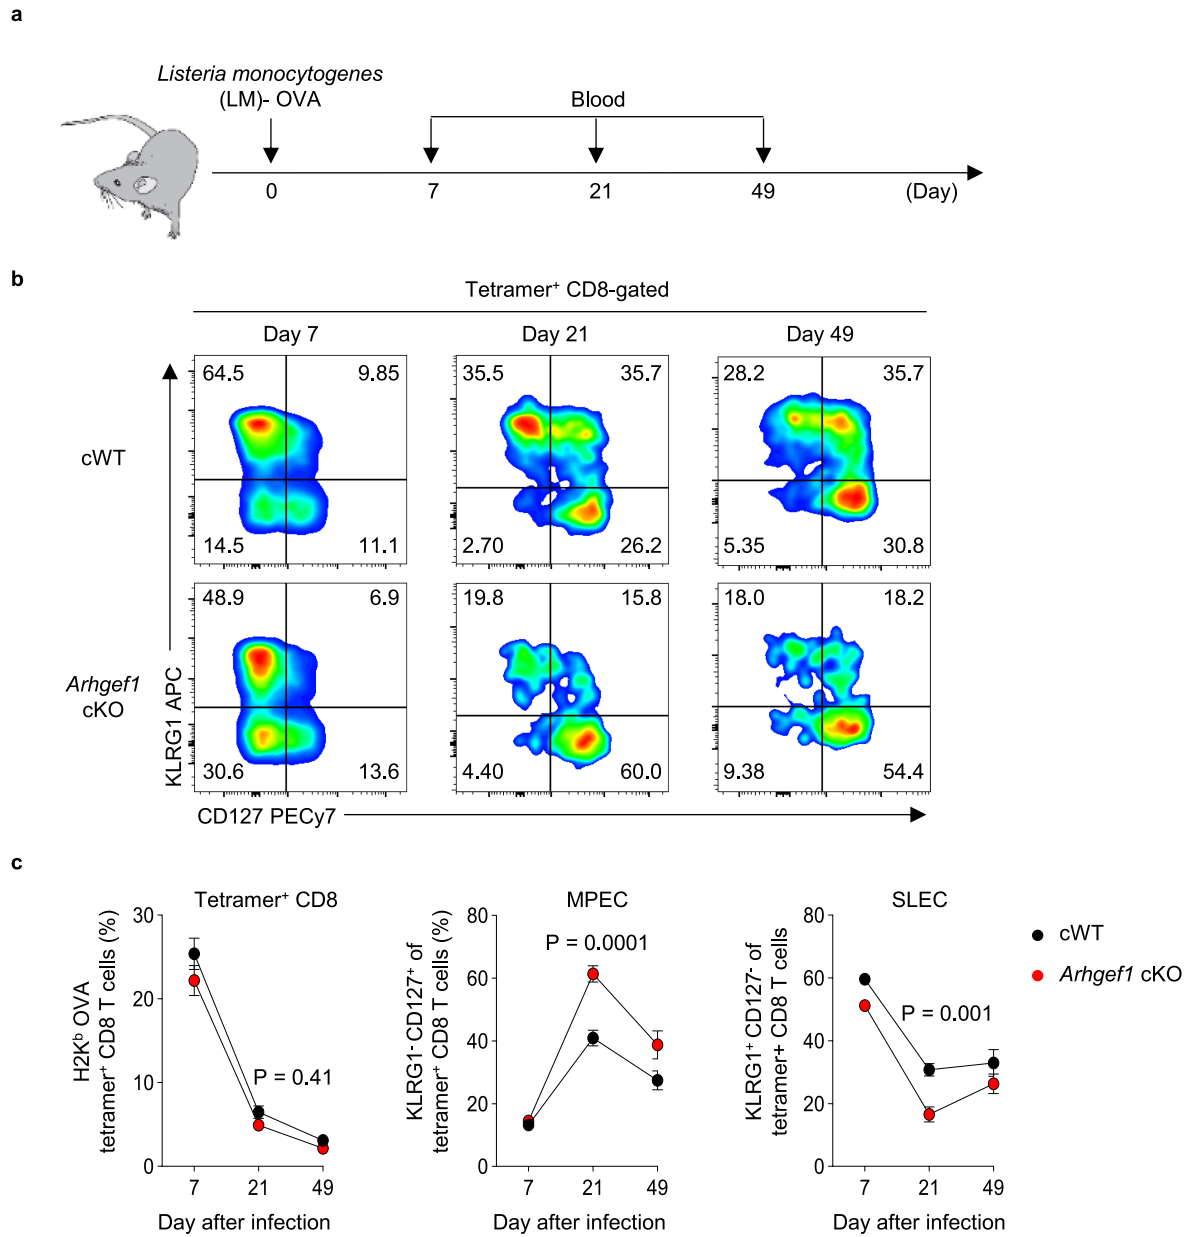 a
Listeria monocytogenes
(LM)- OVA
Blood
0 7 21 49 (Day)
b
Tetramer⁺ CD8-gated
Day 7 Day 21 Day 49
cWT
64.5 9.85
14.5 11.1
35.5 35.7
2.70 26.2
28.2 35.7
5.35 30.8
Arhgef1
cKO
48.9 6.9
30.6 13.6
19.8 15.8
4.40 60.0
18.0 18.2
9.38 54.4
KLRG1 APC
CD127 PECy7
c
Tetramer⁺ CD8
H2Kᵇ OVA
tetramer⁺ CD8 T cells (%)
30
20
10
0
P = 0.41
7 21 49
Day after infection
MPEC
KLRG1⁻ CD127⁺ of
tetramer⁺ CD8 T cells (%)
80
60
40
20
0
P = 0.0001
7 21 49
Day after infection
SLEC
KLRG1⁺ CD127⁻ of
tetramer+ CD8 T cells
80
60
40
20
0
P = 0.001
7 21 49
Day after infection
cWT
Arhgef1 cKO